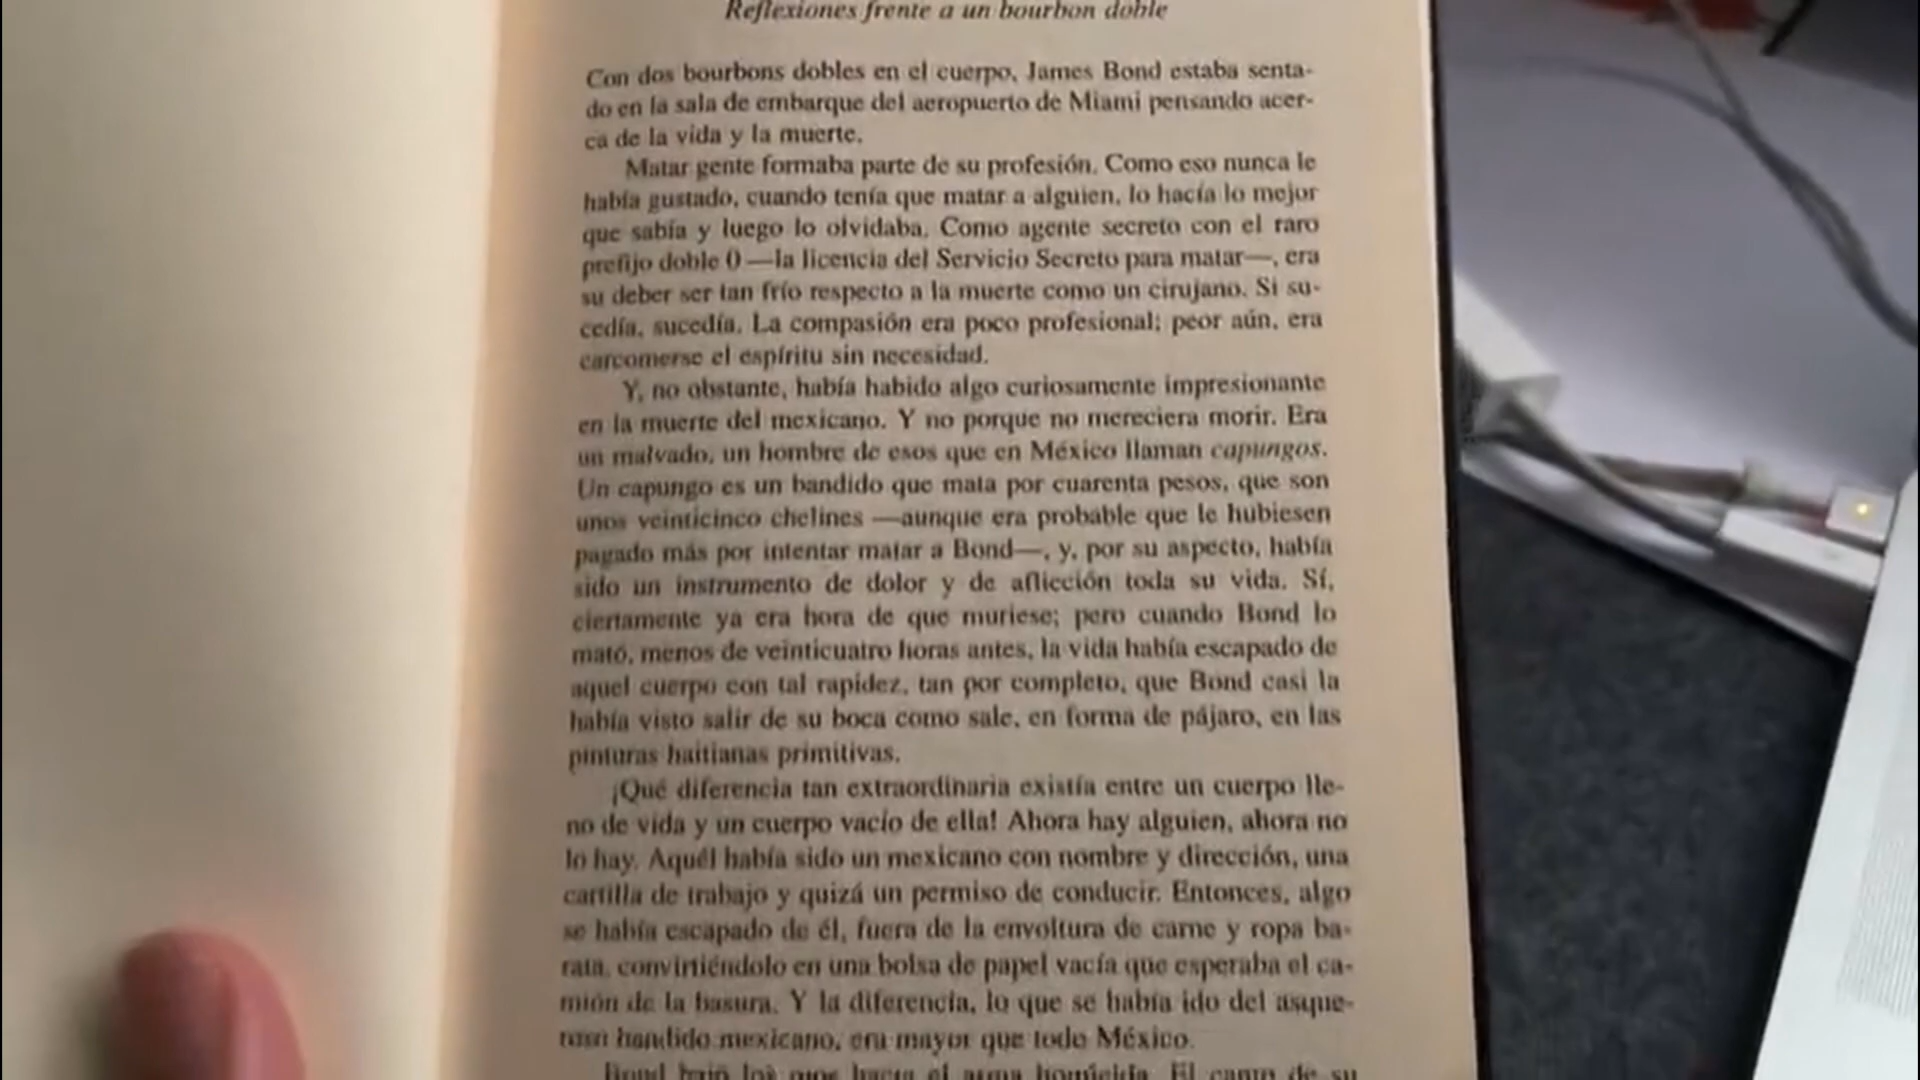 Reflexiones frente a un bourbon doble
Con dos bourbons dobles en el cuerpo, James Bond estaba senta-
do en la sala de embarque del aeropuerto de Miami pensando acer-
ca de la vida y la muerte.
Matar gente formaba parte de su profesión. Como eso nunca le
había gustado, cuando tenía que matar a alguien, lo hacía lo mejor
que sabía y luego lo olvidaba. Como agente secreto con el raro
prefijo doble 0 —la licencia del Servicio Secreto para matar—, era
su deber ser tan frío respecto a la muerte como un cirujano. Si su-
cedía, sucedía. La compasión era poco profesional; peor aún, era
carcomerse el espíritu sin necesidad.
Y, no obstante, había habido algo curiosamente impresionante
en la muerte del mexicano. Y no porque no mereciera morir. Era
un malvado, un hombre de esos que en México llaman capungos.
Un capungo es un bandido que mata por cuarenta pesos, que son
unos veinticinco chelines —aunque era probable que le hubiesen
pagado más por intentar matar a Bond—, y, por su aspecto, había
sido un instrumento de dolor y de aflicción toda su vida. Sí,
ciertamente ya era hora de que muriese; pero cuando Bond lo
mató, menos de veinticuatro horas antes, la vida había escapado de
aquel cuerpo con tal rapidez, tan por completo, que Bond casi la
había visto salir de su boca como sale, en forma de pájaro, en las
pinturas haitianas primitivas.
¡Qué diferencia tan extraordinaria existía entre un cuerpo lle-
no de vida y un cuerpo vacío de ella! Ahora hay alguien, ahora no
lo hay. Aquél había sido un mexicano con nombre y dirección, una
cartilla de trabajo y quizá un permiso de conducir. Entonces, algo
se había escapado de él, fuera de la envoltura de carne y ropa ba-
rata, convirtiéndolo en una bolsa de papel vacía que esperaba el ca-
mión de la basura. Y la diferencia, lo que se había ido del asque-
roso bandido mexicano, era mayor que todo México.
Bond bajó los ojos hacia el arma homicida. El canto de su